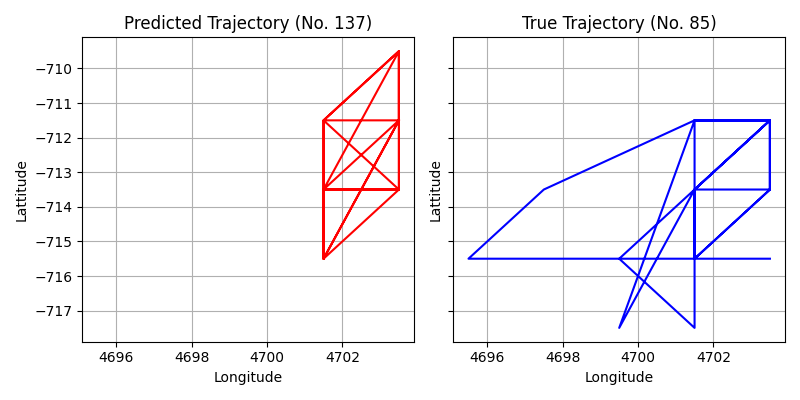 Predicted Trajectory (No. 137)
True Trajectory (No. 85)
−710
−711
−712
−713
−714
−715
−716
−717
Lattitude
Lattitude
4696 4698 4700 4702
4696 4698 4700 4702
Longitude
Longitude